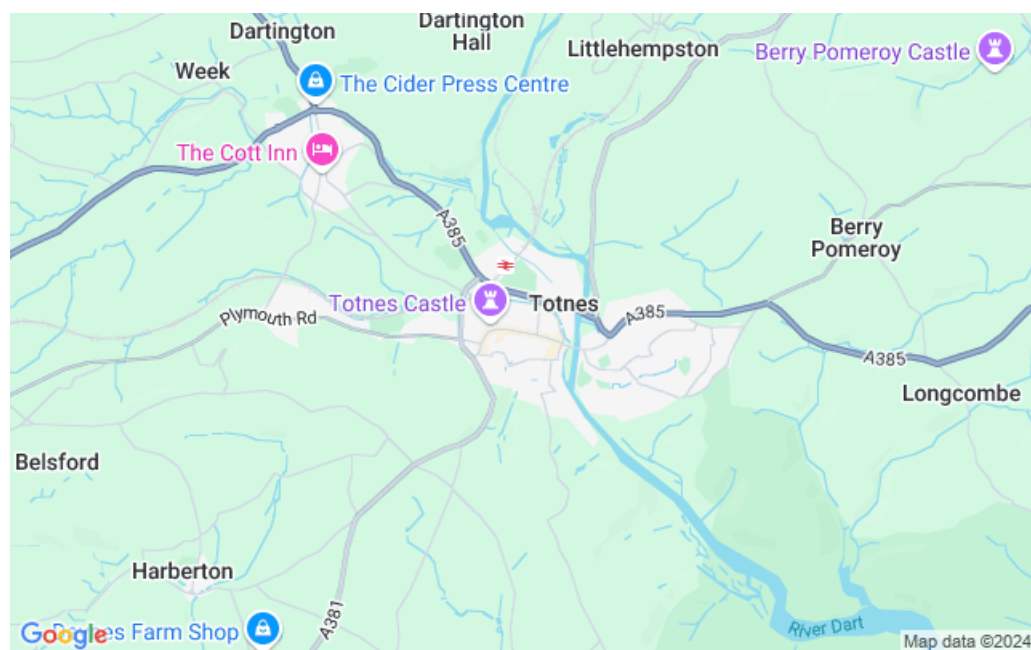 Dartington
Dartington
Hall
Littlehempston
Berry Pomeroy Castle
Week
The Cider Press Centre
The Cott Inn
A385
Berry
Pomeroy
Totnes Castle
Totnes
Plymouth Rd
A385
A385
Longcombe
Belsford
Harberton
A381
Farm Shop
River Dart
Google
Map data ©2024